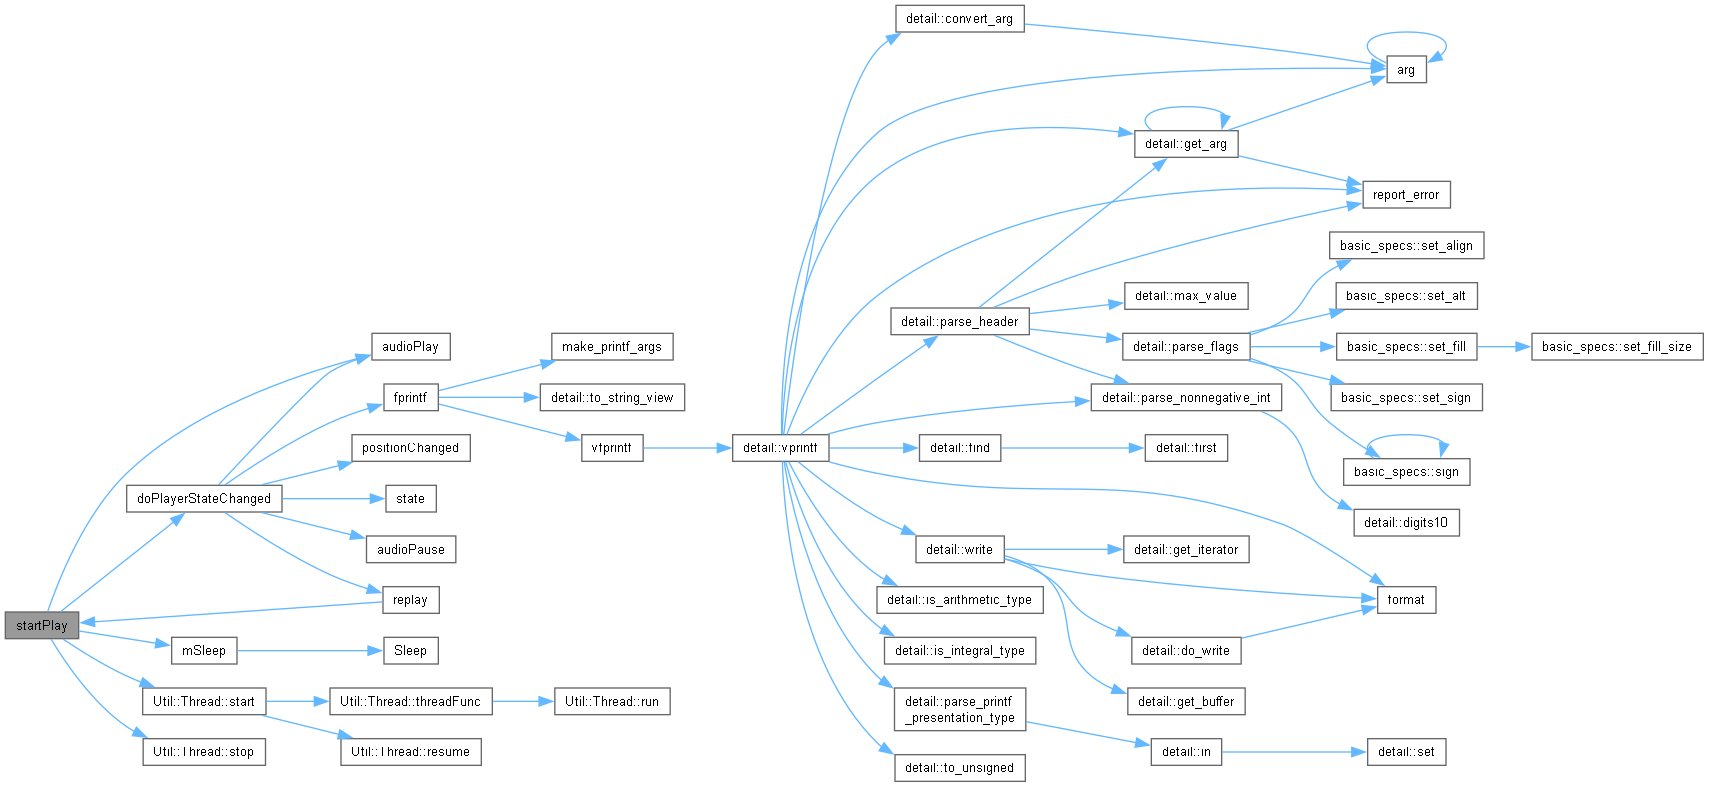 detail::convert_arg
arg
detail::get_arg
report_error
basic_specs::set_align
detail::max_value
basic_specs::set_alt
detail::parse_header
audioPlay
make_printf_args
detail::parse_flags
basic_specs::set_fill
basic_specs::set_fill_size
fprintf
detail::to_string_view
detail::parse_nonnegative_int
basic_specs::set_sign
positionChanged
vfprintf
detail::vprintf
detail::find
detail::first
basic_specs::sign
doPlayerStateChanged
state
detail::digits10
audioPause
detail::write
detail::get_iterator
replay
detail::is_arithmetic_type
format
startPlay
mSleep
Sleep
detail::is_integral_type
detail::do_write
Util::Thread::start
Util::Thread::threadFunc
Util::Thread::run
detail::parse_printf
_presentation_type
detail::get_buffer
Util::Thread::stop
Util::Thread::resume
detail::in
detail::set
detail::to_unsigned